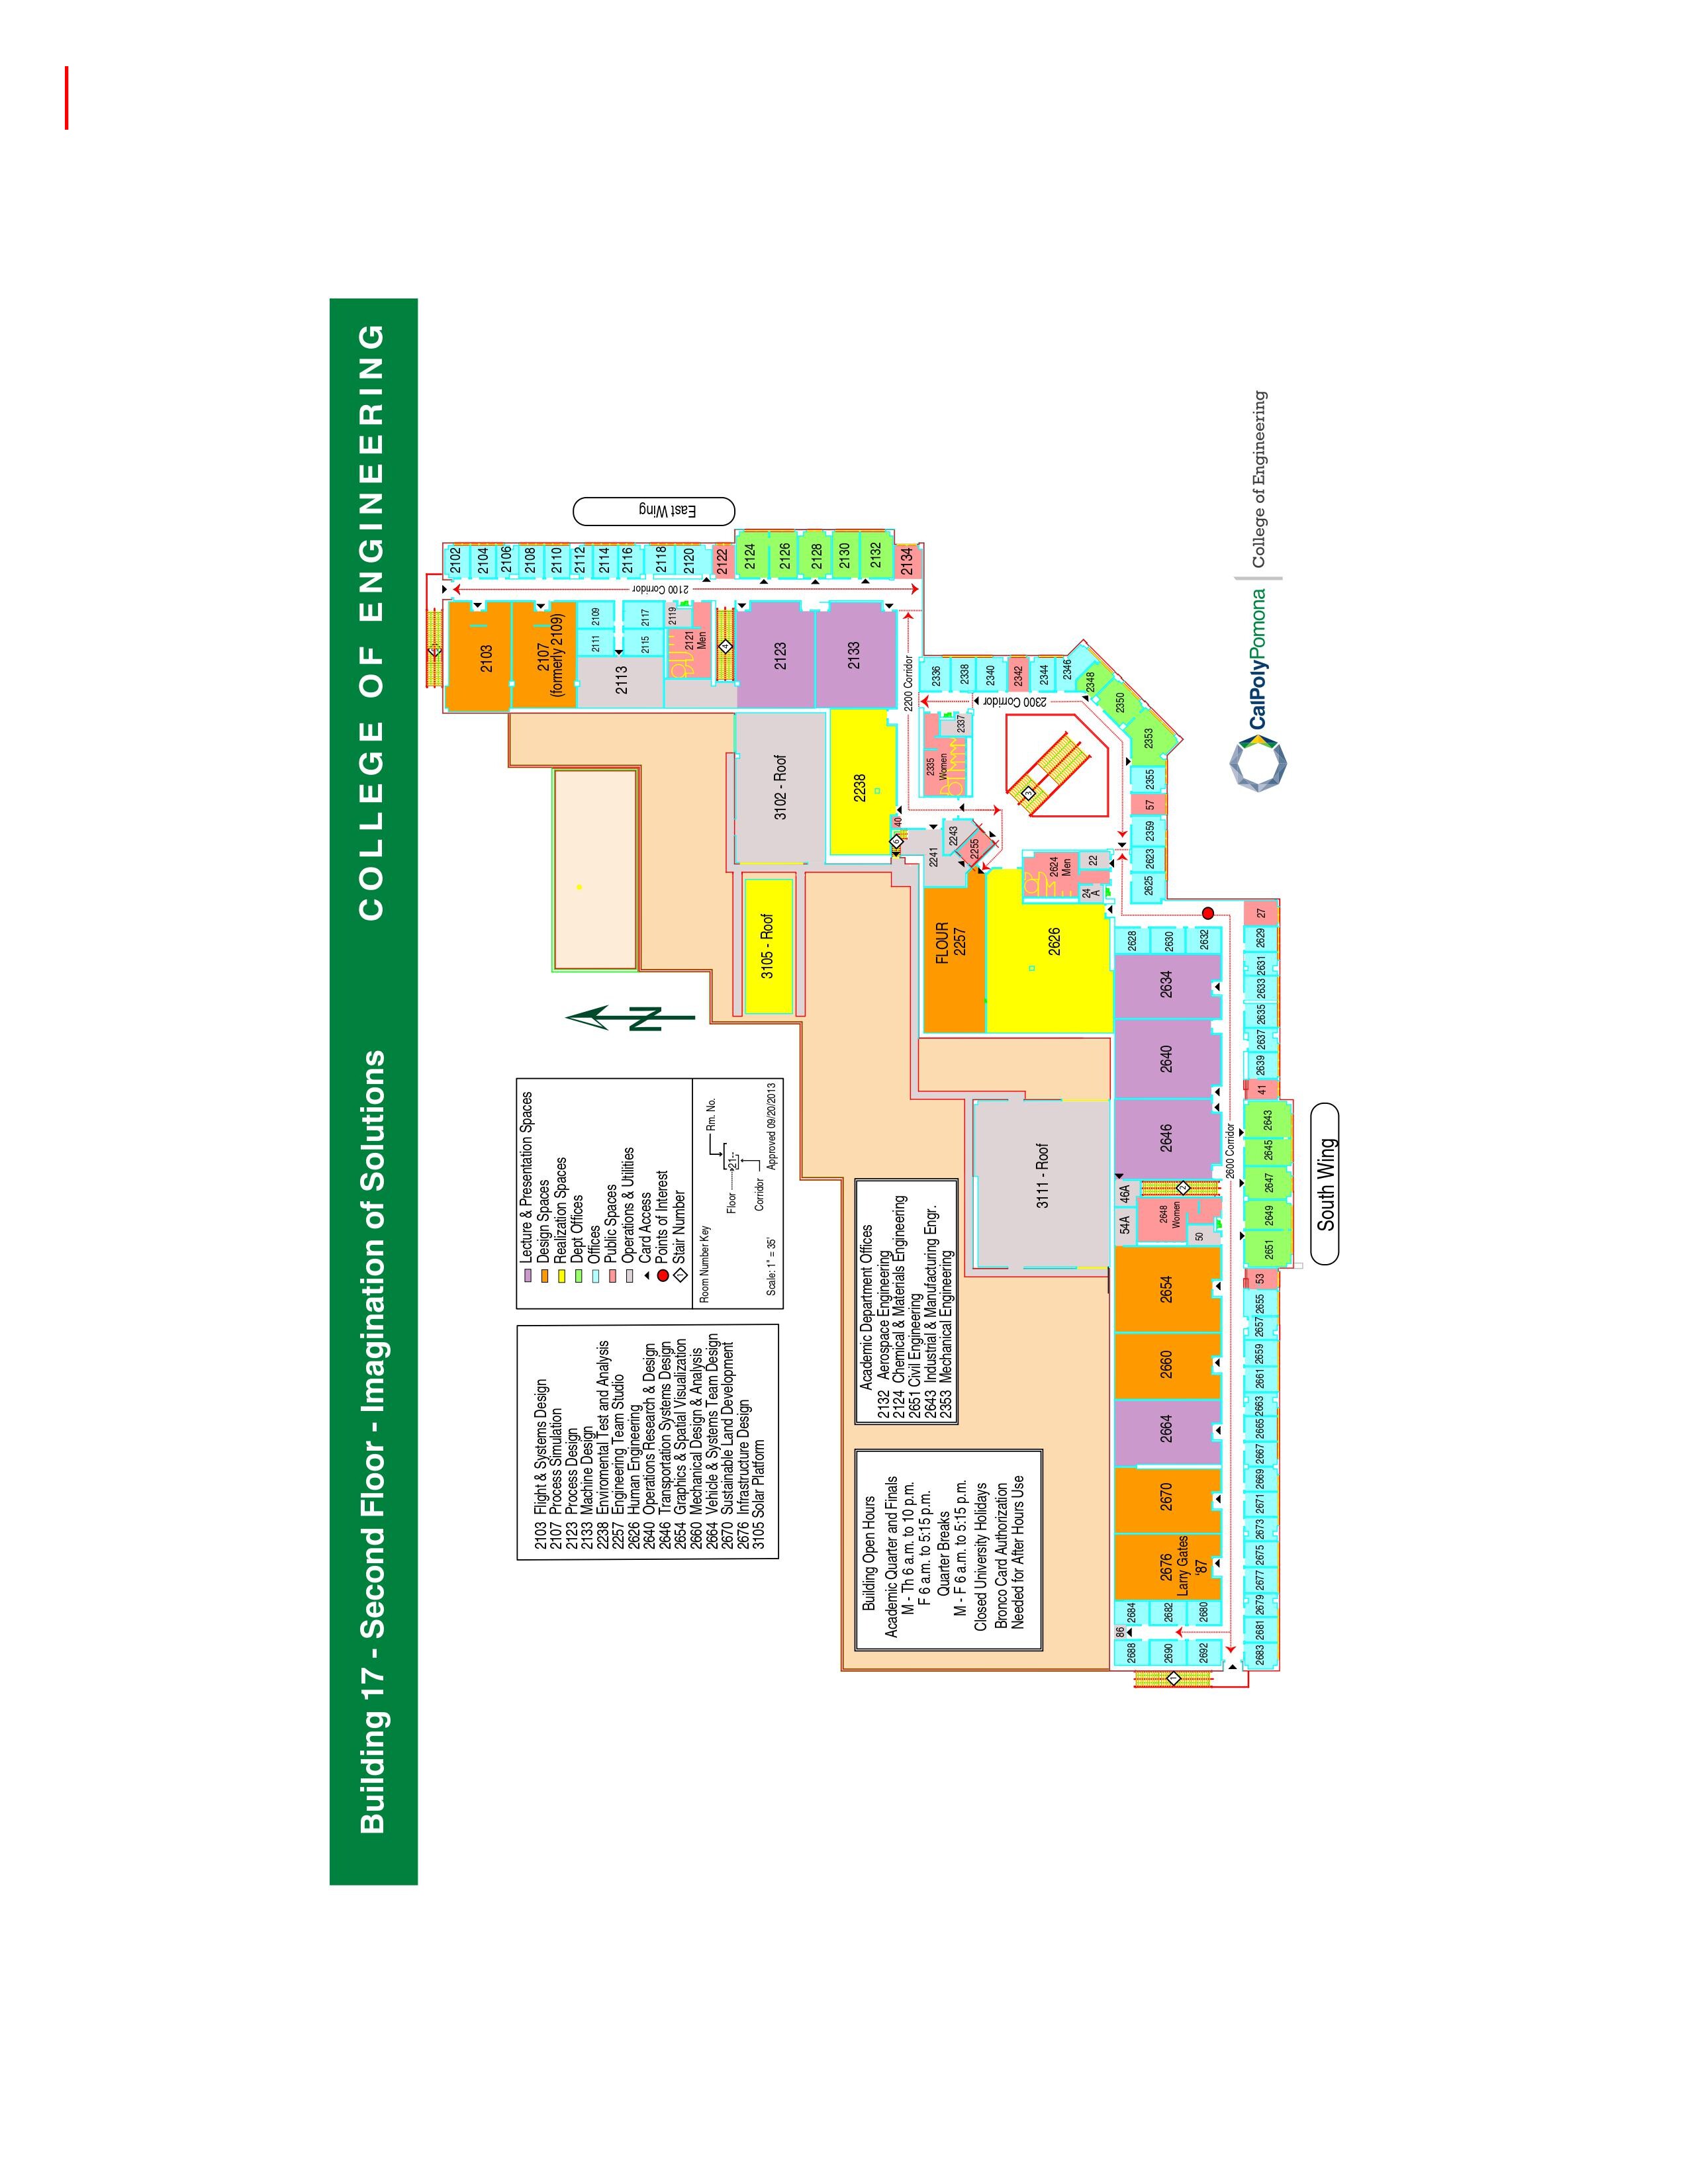 Building 17 - Second Floor - Imagination of Solutions COLLEGE OF ENGINEERING
2103 Flight & Systems Design
2107 Process Simulation
2123 Process Design
2133 Machine Design
2238 Enviromental Test and Analysis
2257 Engineering Team Studio
2626 Human Engineering
2640 Operations Research & Design
2646 Transportation Systems Design
2654 Graphics & Spatial Visualization
2660 Mechanical Design & Analysis
2664 Vehicle & Systems Team Design
2670 Sustainable Land Development
2676 Infrastructure Design
3105 Solar Platform
Lecture & Presentation Spaces
Design Spaces
Realization Spaces
Dept Offices
Offices
Public Spaces
Operations & Utilities
Card Access
Points of Interest
Stair Number
Room Number Key
Rm. No.
Floor
21--
Corridor
Scale: 1" = 35'
Approved 09/20/2013
N
Building Open Hours
Academic Quarter and Finals
M - Th 6 a.m. to 10 p.m.
F 6 a.m. to 5:15 p.m.
Quarter Breaks
M - F 6 a.m. to 5:15 p.m.
Closed University Holidays
Bronco Card Authorization
Needed for After Hours Use
Academic Department Offices
2132 Aerospace Engineering
2124 Chemical & Materials Engineering
2651 Civil Engineering
2643 Industrial & Manufacturing Engr.
2353 Mechanical Engineering
East Wing
2102
2104
2106
2108
2110
2112
2114
2116
2118
2120
2122
2124
2126
2128
2130
2132
2134
2100 Corridor
2103
2107
(formerly 2109)
2109
2111
2113
2117
2115
2119
2121
Men
4
2123
2133
3102 - Roof
3105 - Roof
2238
2200 Corridor
40
6
2241
2243
2255
2335
Women
2337
2300 Corridor
2336
2338
2340
2342
2344
2346
2348
2350
2353
2355
57
2359
2623
2625
3
FLOUR
2257
2626
2624
Men
22
24
A
3111 - Roof
2628
2630
2632
2634
2640
2646
46A
54A
2
2648
Women
50
2654
2660
2664
2670
2676
Larry Gates
'87
2684
2682
2680
86
2688
2690
2692
1
2600 Corridor
27
2629
2631
2633
2635
2637
2639
41
2643
2645
2647
2649
2651
53
2655
2657
2659
2661
2663
2665
2667
2669
2671
2673
2675
2677
2679
2681
2683
South Wing
CalPolyPomona College of Engineering